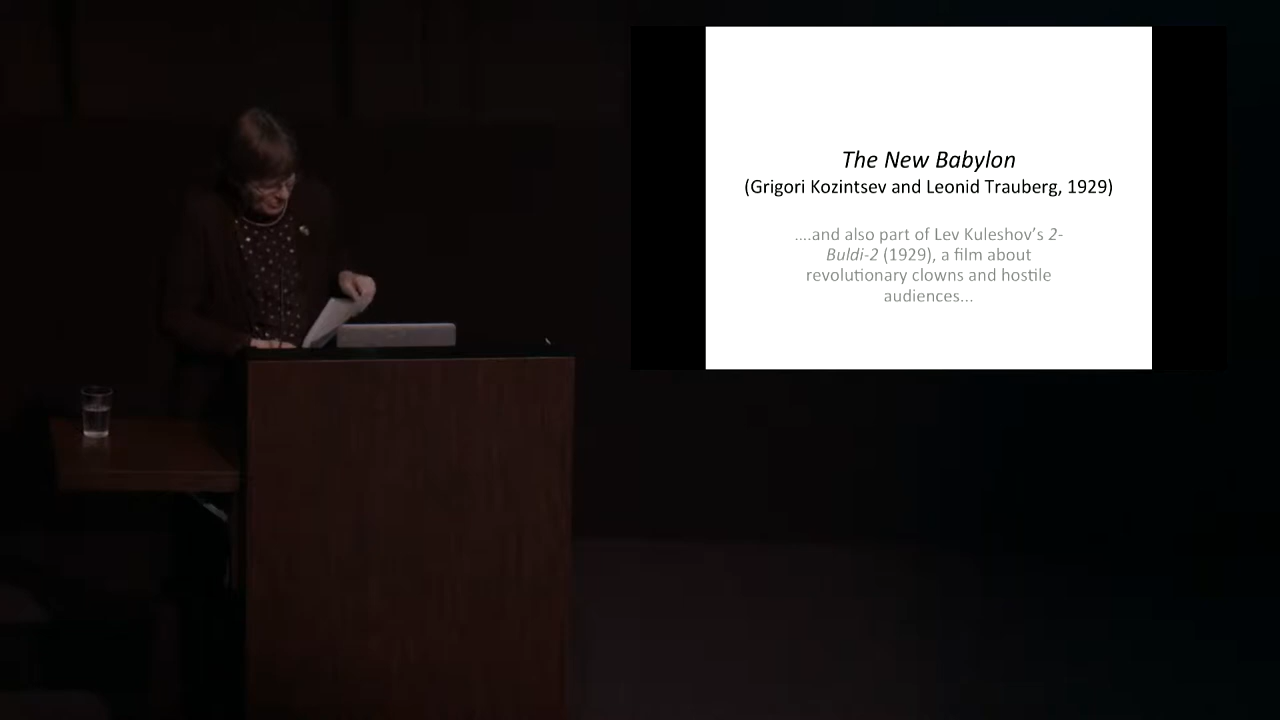 The New Babylon
(Grigori Kozintsev and Leonid Trauberg, 1929)
....and also part of Lev Kuleshov's 2-
Buldi-2 (1929), a film about
revolutionary clowns and hostile
audiences...